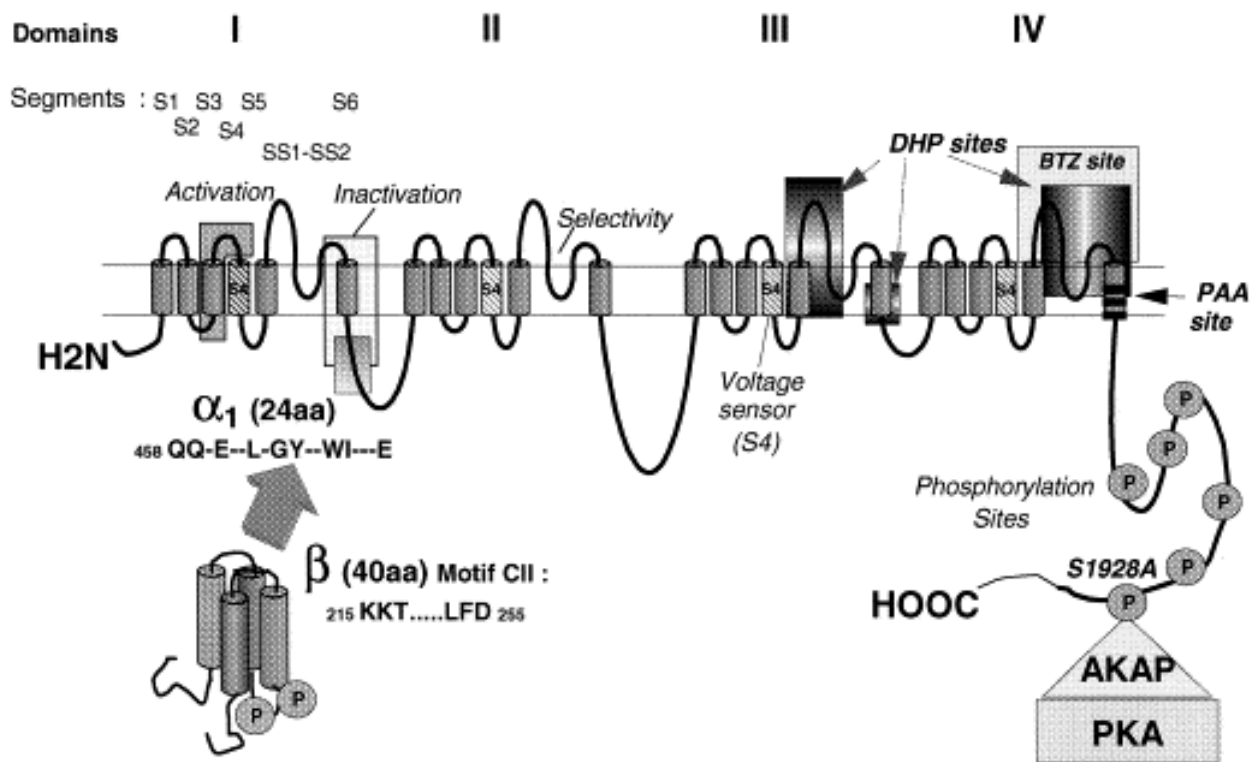 Domains I II III IV
Segments : S1 S3 S5 S6
S2 S4
SS1-SS2
DHP sites
BTZ site
Activation
Inactivation
Selectivity
S4 S4 S4 S4
PAA
site
H2N
Voltage
sensor
(S4)
α1 (24aa)
458 QQ-E--L-GY--WI---E
P
P
P
P
Phosphorylation
Sites
β (40aa) Motif CII :
215 KKT.....LFD 255
S1928A
P
HOOC
P
AKAP
PKA
P
P